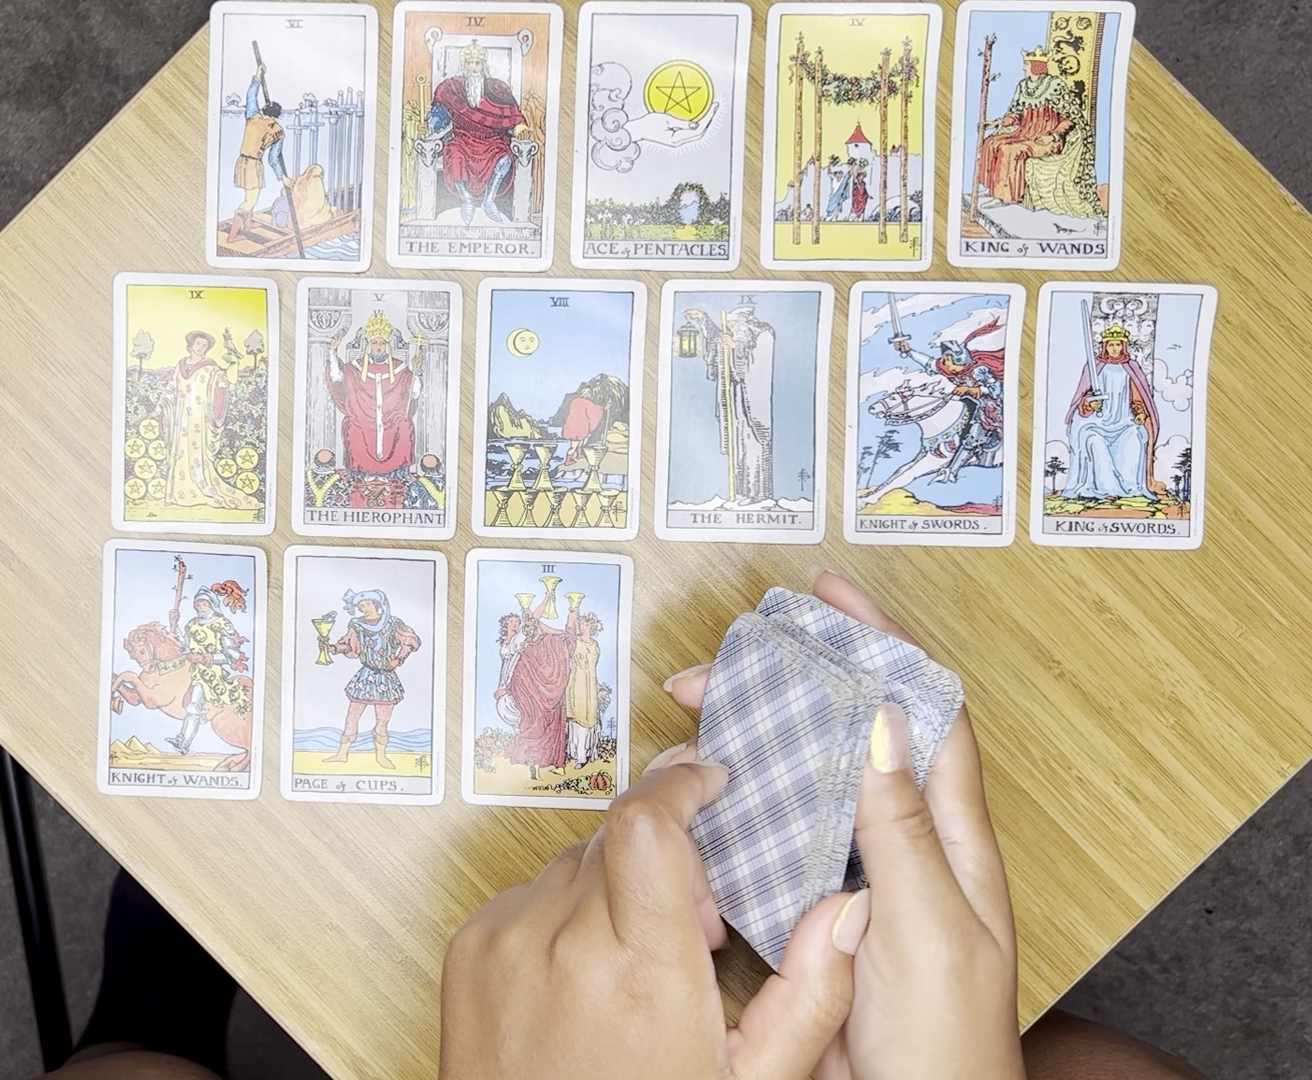 VI
IV
THE EMPEROR.
ACE of PENTACLES.
IV
KING of WANDS
IX
V
THE HIEROPHANT
VIII
IX
THE HERMIT.
KNIGHT of SWORDS.
KING of SWORDS.
KNIGHT of WANDS.
PAGE of CUPS.
III